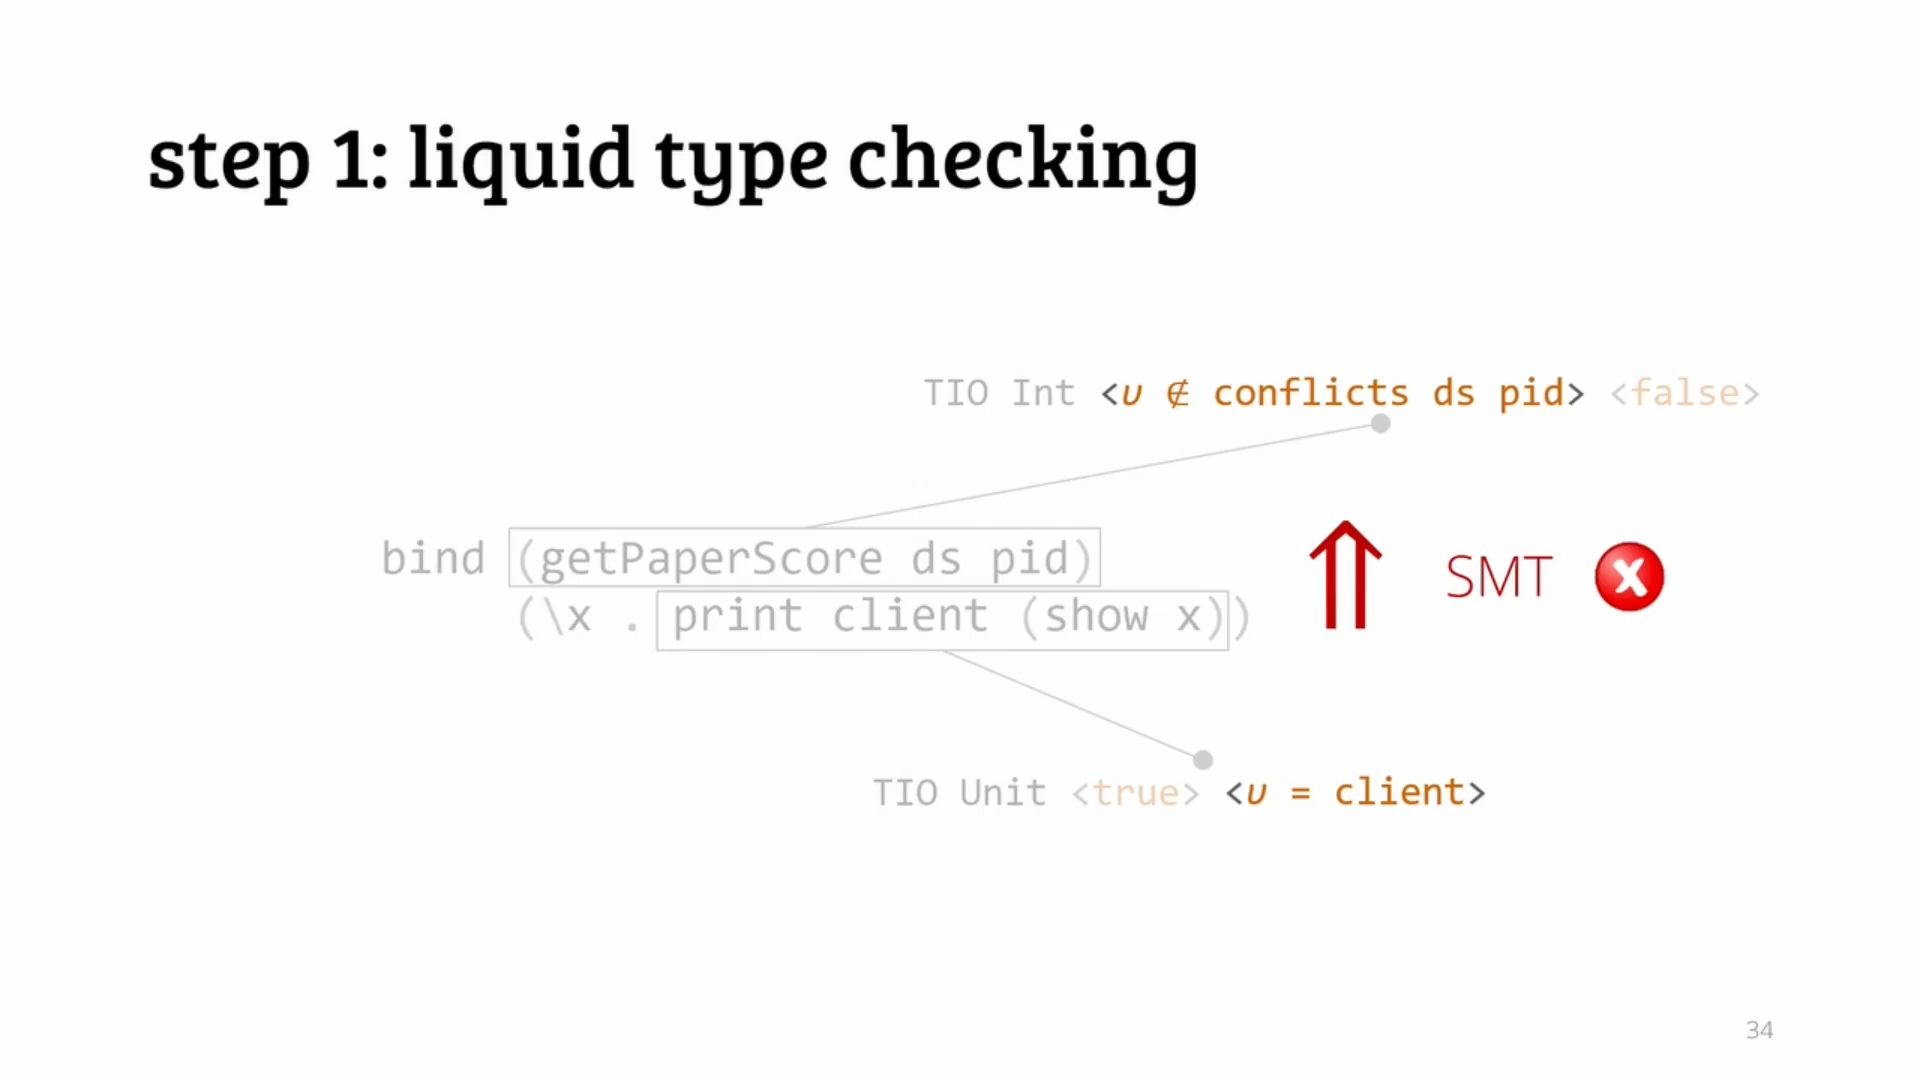 step 1: liquid type checking
TIO Int <υ ∉ conflicts ds pid> <false>
bind (getPaperScore ds pid)
(\x . print client (show x))
SMT
TIO Unit <true> <υ = client>
34